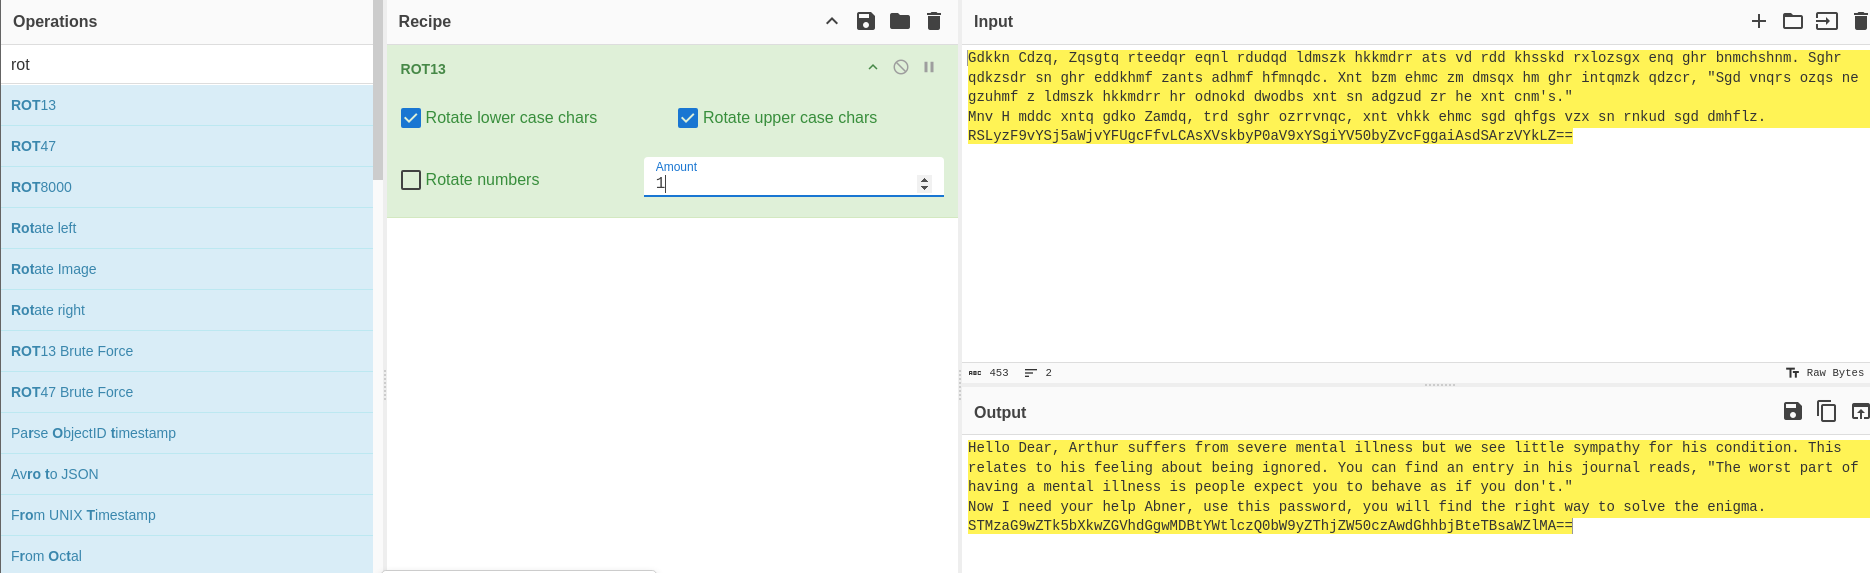 Operations
rot
ROT13
ROT47
ROT8000
Rotate left
Rotate Image
Rotate right
ROT13 Brute Force
ROT47 Brute Force
Parse ObjectID timestamp
Avro to JSON
From UNIX Timestamp
From Octal
Recipe
ROT13
Rotate lower case chars
Rotate upper case chars
Rotate numbers
Amount
1
Input
Gdkkn Cdzq, Zqsgtq rteedqr eqnl rdudqd ldmszk hkkmdrr ats vd rdd khsskd rxlozsgx enq ghr bnmchshnm. Sghr
qdkzsdr sn ghr eddkhmf zants adhmf hfmnqdc. Xnt bzm ehmc zm dmsqx hm ghr intqmzk qdzcr, "Sgd vnqrs ozqs ne
gzuhmf z ldmszk hkkmdrr hr odnokd dwodbs xnt sn adgzud zr he xnt cnm's."
Mnv H mddc xntq gdko Zamdq, trd sghr ozrrvnqc, xnt vhkk ehmc sgd qhfgs vzx sn rnkud sgd dmhflz.
RSLyzF9vYSj5aWjvYFUgcFfvLCAsXVskbyP0aV9xYSgiYV50byZvcFggaiAsdSArzVYkLZ==
ABC 453
2
Tт Raw Bytes
Output
Hello Dear, Arthur suffers from severe mental illness but we see little sympathy for his condition. This
relates to his feeling about being ignored. You can find an entry in his journal reads, "The worst part of
having a mental illness is people expect you to behave as if you don't."
Now I need your help Abner, use this password, you will find the right way to solve the enigma.
STMzaG9wZTk5bXkwZGVhdGgwMDBtYWtlczQ0bW9yZThjZW50czAwdGhhbjBteTBsaWZlMA==